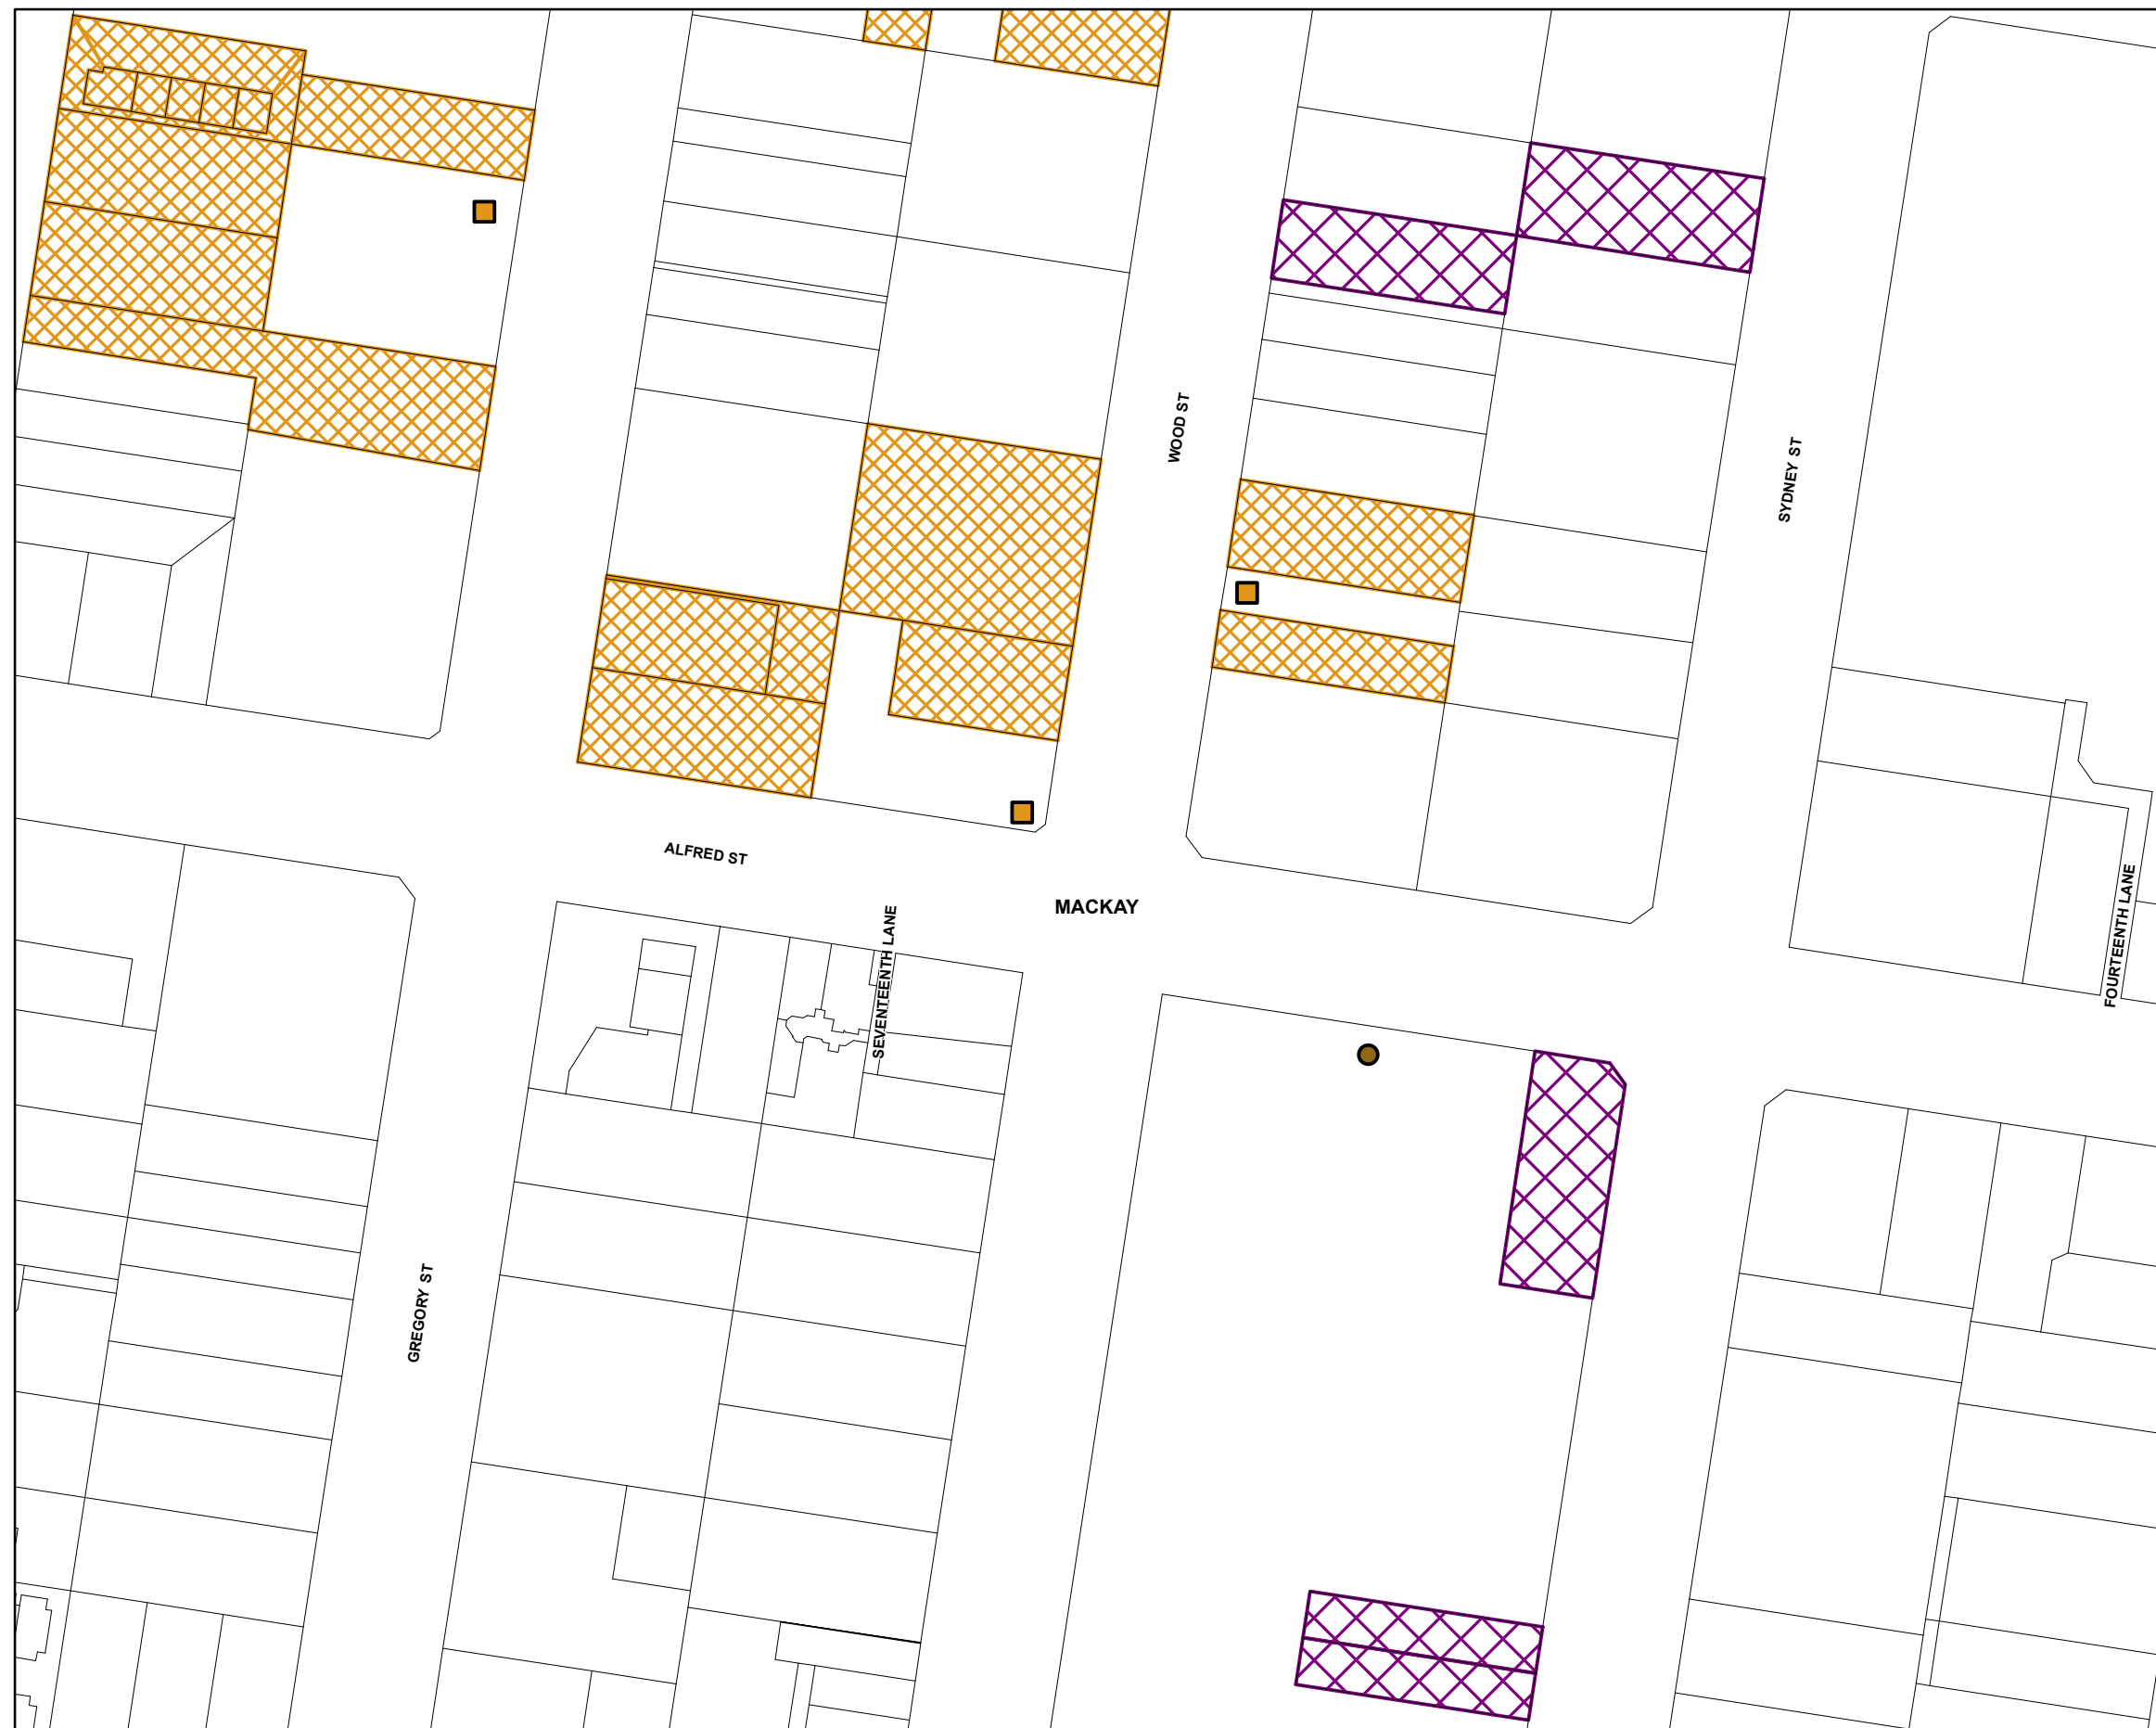 WOOD ST
SYDNEY ST
ALFRED ST
MACKAY
SEVENTEENTH LANE
FOURTEENTH LANE
GREGORY ST